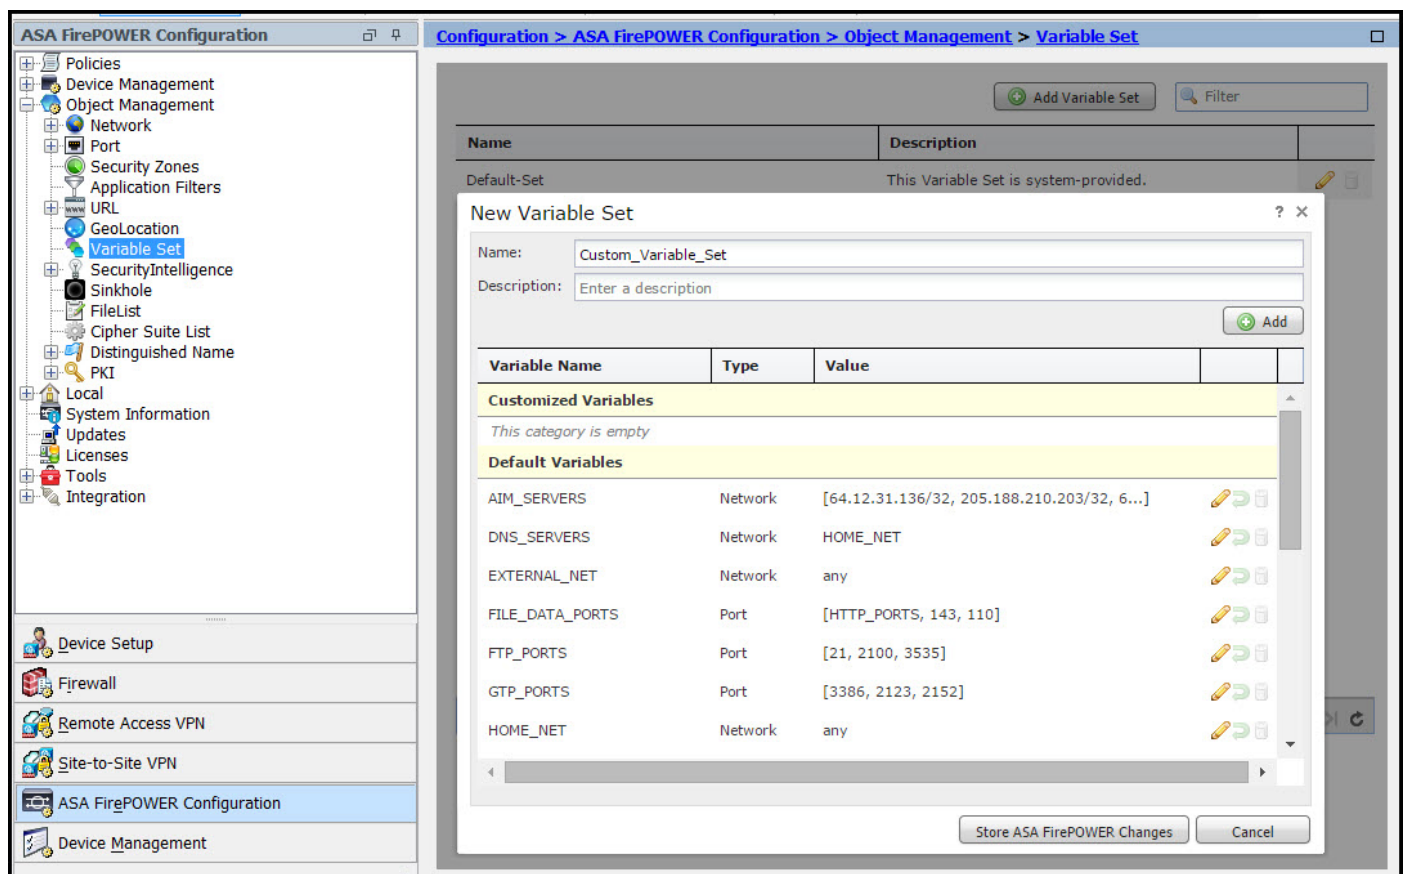 ASA FirePOWER Configuration
Policies
Device Management
Object Management
Network
Port
Security Zones
Application Filters
www URL
GeoLocation
Variable Set
SecurityIntelligence
Sinkhole
FileList
Cipher Suite List
Distinguished Name
PKI
Local
System Information
Updates
Licenses
Tools
Integration
Device Setup
Firewall
Remote Access VPN
Site-to-Site VPN
ASA FirePOWER Configuration
Device Management
Configuration > ASA FirePOWER Configuration > Object Management > Variable Set
Add Variable Set Filter
Name Description
Default-Set This Variable Set is system-provided.
New Variable Set ?
Name: Custom_Variable_Set
Description: Enter a description
Add
Variable Name Type Value
Customized Variables
This category is empty
Default Variables
AIM_SERVERS Network [64.12.31.136/32, 205.188.210.203/32, 6...]
DNS_SERVERS Network HOME_NET
EXTERNAL_NET Network any
FILE_DATA_PORTS Port [HTTP_PORTS, 143, 110]
FTP_PORTS Port [21, 2100, 3535]
GTP_PORTS Port [3386, 2123, 2152]
HOME_NET Network any
Store ASA FirePOWER Changes Cancel